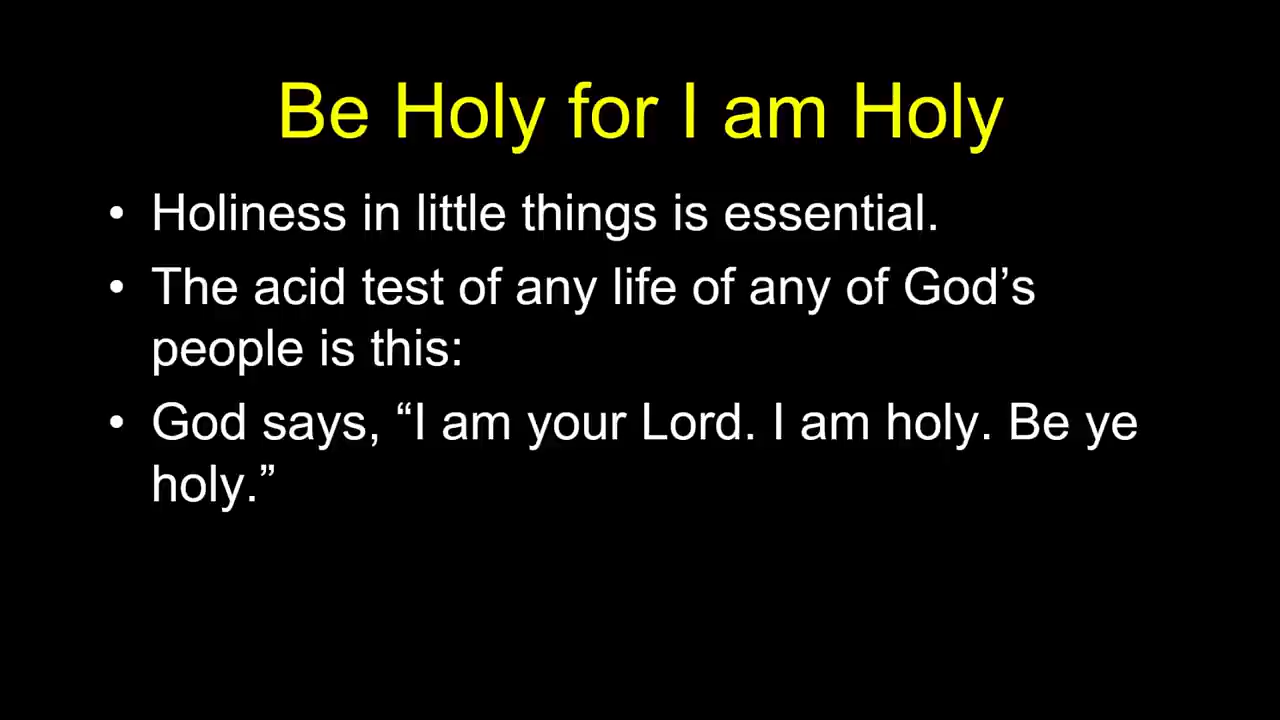 Be Holy for I am Holy
• Holiness in little things is essential.
• The acid test of any life of any of God’s
people is this:
• God says, “I am your Lord. I am holy. Be ye
holy.”